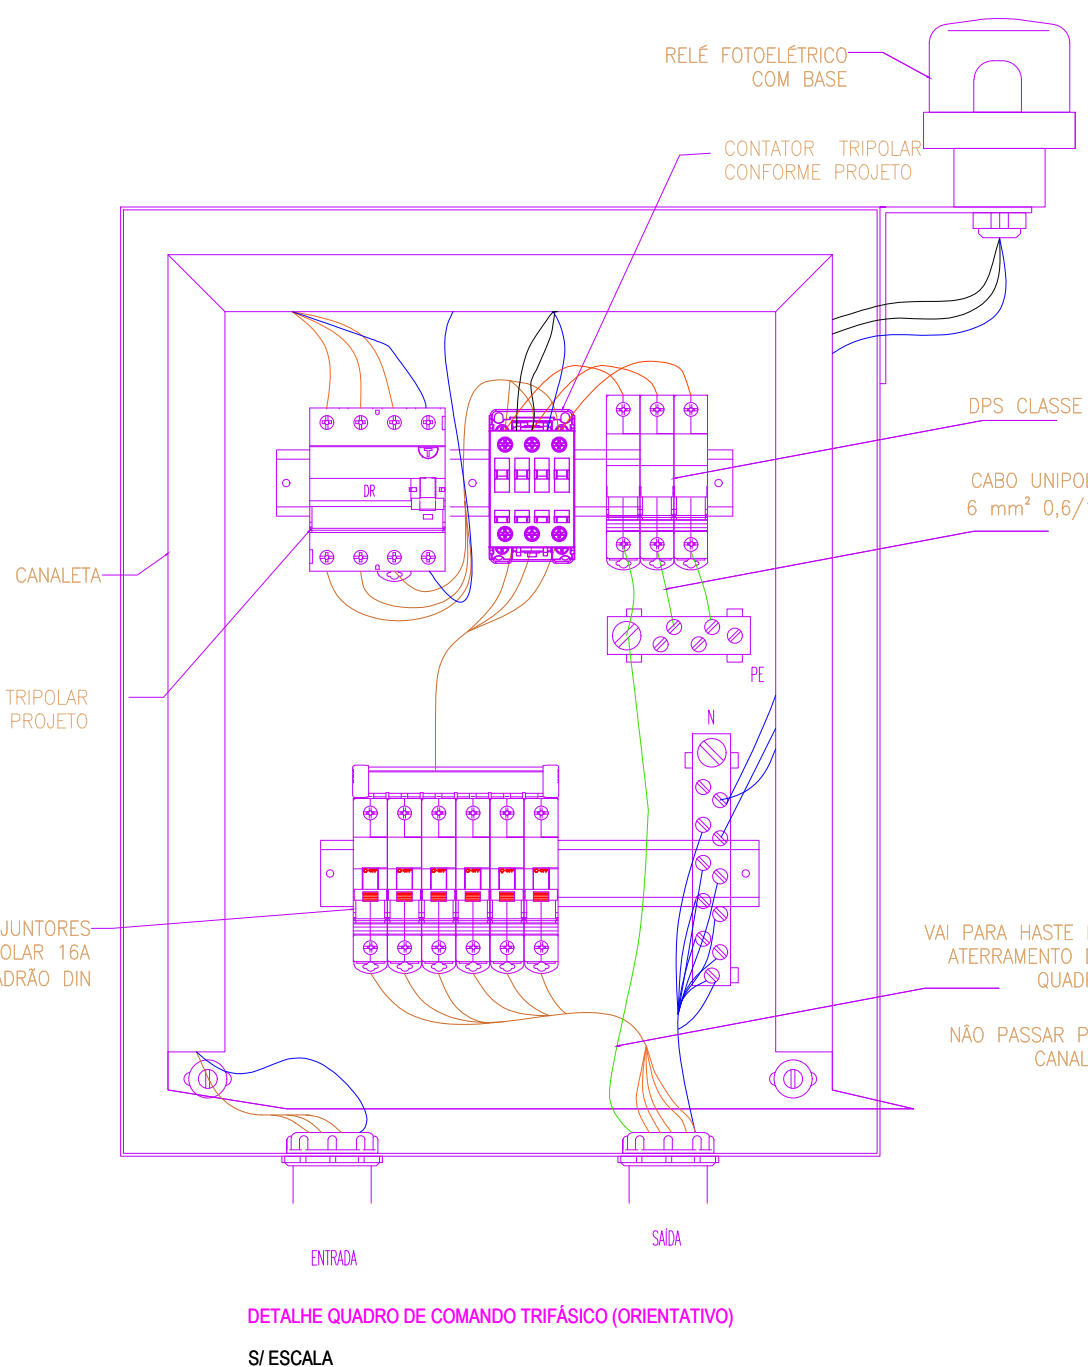 RELÉ FOTOELÉTRICO
COM BASE
CONTATOR TRIPOLAR
CONFORME PROJETO
DPS CLASSE
CABO UNIPOL
6 mm² 0,6/1
DR
CANALETA
TRIPOLAR
PROJETO
PE
N
JUNTORES
OLAR 16A
ADRÃO DIN
VAI PARA HASTE
ATERRAMENTO D
QUADR
NÃO PASSAR P
CANAL
ENTRADA
SAÍDA
DETALHE QUADRO DE COMANDO TRIFÁSICO (ORIENTATIVO)
S/ ESCALA